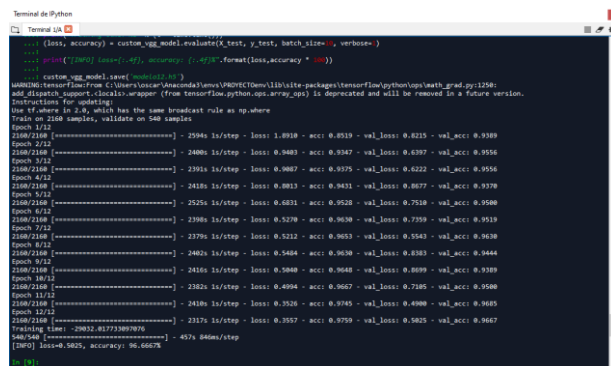 Terminal de IPython
Terminal 1/A
...: (loss, accuracy) = custom_vgg_model.evaluate(X_test, y_test, batch_size=10, verbose=1)
...:
...: print("[INFO] loss={:.4f}, accuracy: {:.4f}%".format(loss,accuracy * 100))
...:
...: custom_vgg_model.save('modelo12.h5')
WARNING:tensorflow:From C:\Users\oscar\Anaconda3\envs\PROYECTOenv\lib\site-packages\tensorflow\python\ops\math_grad.py:1250:
add_dispatch_support.<locals>.wrapper (from tensorflow.python.ops.array_ops) is deprecated and will be removed in a future version.
Instructions for updating:
Use tf.where in 2.0, which has the same broadcast rule as np.where
Train on 2160 samples, validate on 540 samples
Epoch 1/12
2160/2160 [==============================] - 2594s 1s/step - loss: 1.8910 - acc: 0.8519 - val_loss: 0.8215 - val_acc: 0.9389
Epoch 2/12
2160/2160 [==============================] - 2400s 1s/step - loss: 0.9403 - acc: 0.9347 - val_loss: 0.6397 - val_acc: 0.9556
Epoch 3/12
2160/2160 [==============================] - 2391s 1s/step - loss: 0.9087 - acc: 0.9375 - val_loss: 0.6222 - val_acc: 0.9556
Epoch 4/12
2160/2160 [==============================] - 2418s 1s/step - loss: 0.8013 - acc: 0.9431 - val_loss: 0.8677 - val_acc: 0.9370
Epoch 5/12
2160/2160 [==============================] - 2525s 1s/step - loss: 0.6831 - acc: 0.9528 - val_loss: 0.7510 - val_acc: 0.9500
Epoch 6/12
2160/2160 [==============================] - 2398s 1s/step - loss: 0.5270 - acc: 0.9630 - val_loss: 0.7359 - val_acc: 0.9519
Epoch 7/12
2160/2160 [==============================] - 2379s 1s/step - loss: 0.5212 - acc: 0.9653 - val_loss: 0.5543 - val_acc: 0.9630
Epoch 8/12
2160/2160 [==============================] - 2402s 1s/step - loss: 0.5484 - acc: 0.9630 - val_loss: 0.8383 - val_acc: 0.9444
Epoch 9/12
2160/2160 [==============================] - 2416s 1s/step - loss: 0.5040 - acc: 0.9648 - val_loss: 0.8699 - val_acc: 0.9389
Epoch 10/12
2160/2160 [==============================] - 2382s 1s/step - loss: 0.4994 - acc: 0.9667 - val_loss: 0.7105 - val_acc: 0.9500
Epoch 11/12
2160/2160 [==============================] - 2410s 1s/step - loss: 0.3526 - acc: 0.9745 - val_loss: 0.4900 - val_acc: 0.9685
Epoch 12/12
2160/2160 [==============================] - 2317s 1s/step - loss: 0.3557 - acc: 0.9759 - val_loss: 0.5025 - val_acc: 0.9667
Training time: -29032.017733097076
540/540 [==============================] - 457s 846ms/step
[INFO] loss=0.5025, accuracy: 96.6667%
In [9]: